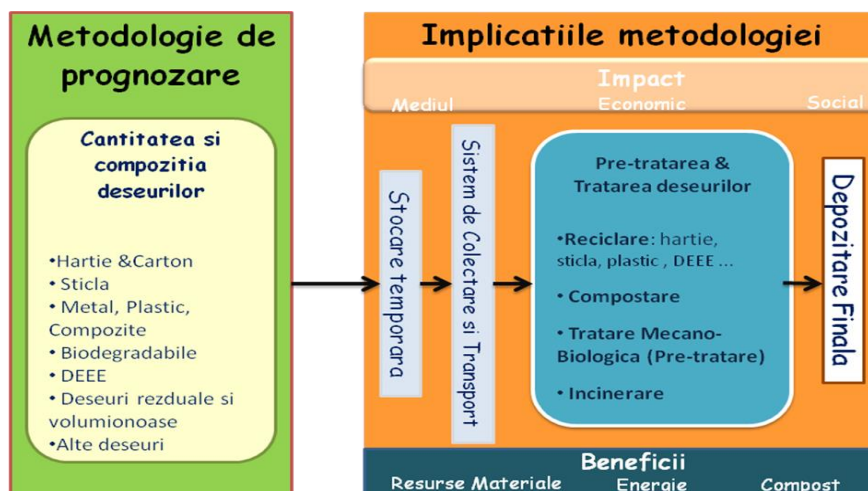 Metodologie de
prognozare
Cantitatea si
compozitia
deseurilor
•Hartie &Carton
• Sticla
• Metal, Plastic,
Compozite
• Biodegradabile
• DEEE
• Deseuri rezduale si
volumionoase
•Alte deseuri
Implicatiile metodologiei
Impact
Mediul Economic Social
Stocare temporara
Sistem de Colectare si Transport
Pre-tratarea &
Tratarea deseurilor
•Reciclare: hartie,
sticla, plastic , DEEE ...
• Compostare
• Tratare Mecano-
Biologica (Pre-tratare)
• Incinerare
Depozitare Finala
Beneficii
Resurse Materiale Energie Compost